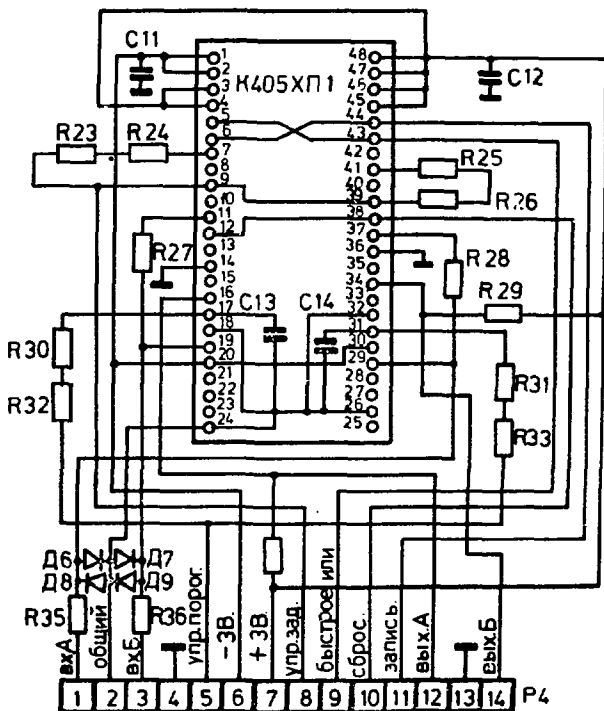 C11
К405ХП1
C12
1 48
2 47
3 46
4 45
5 44
6 43
7 42
8 41
9 40
10 39
11 38
12 37
13 36
14 35
15 34
16 33
17 32
18 31
19 30
20 29
21 28
22 27
23 26
24 25
R23 R24
R25
R26
R27
R28
C13 C14
R29
R30
R31
R32
R33
Д6 Д7
Д8 Д9
R35
R36
вхА
общий
вх.Б
упр.порог.
-3В.
+3В.
упр.зад.
быстрое или
сброс.
запись.
вых.А
вых.Б
1 2 3 4 5 6 7 8 9 10 11 12 13 14 P4